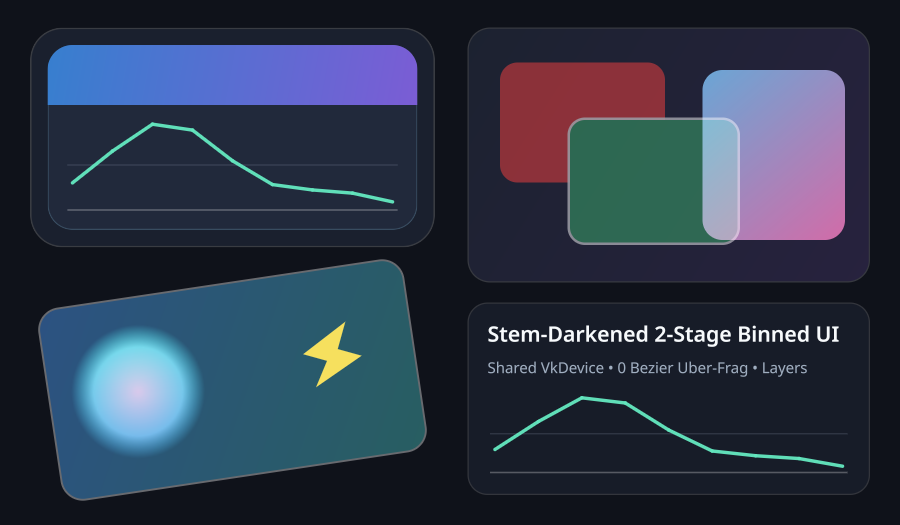 Stem-Darkened 2-Stage Binned UI
Shared VkDevice • 0 Bezier Uber-Frag • Layers